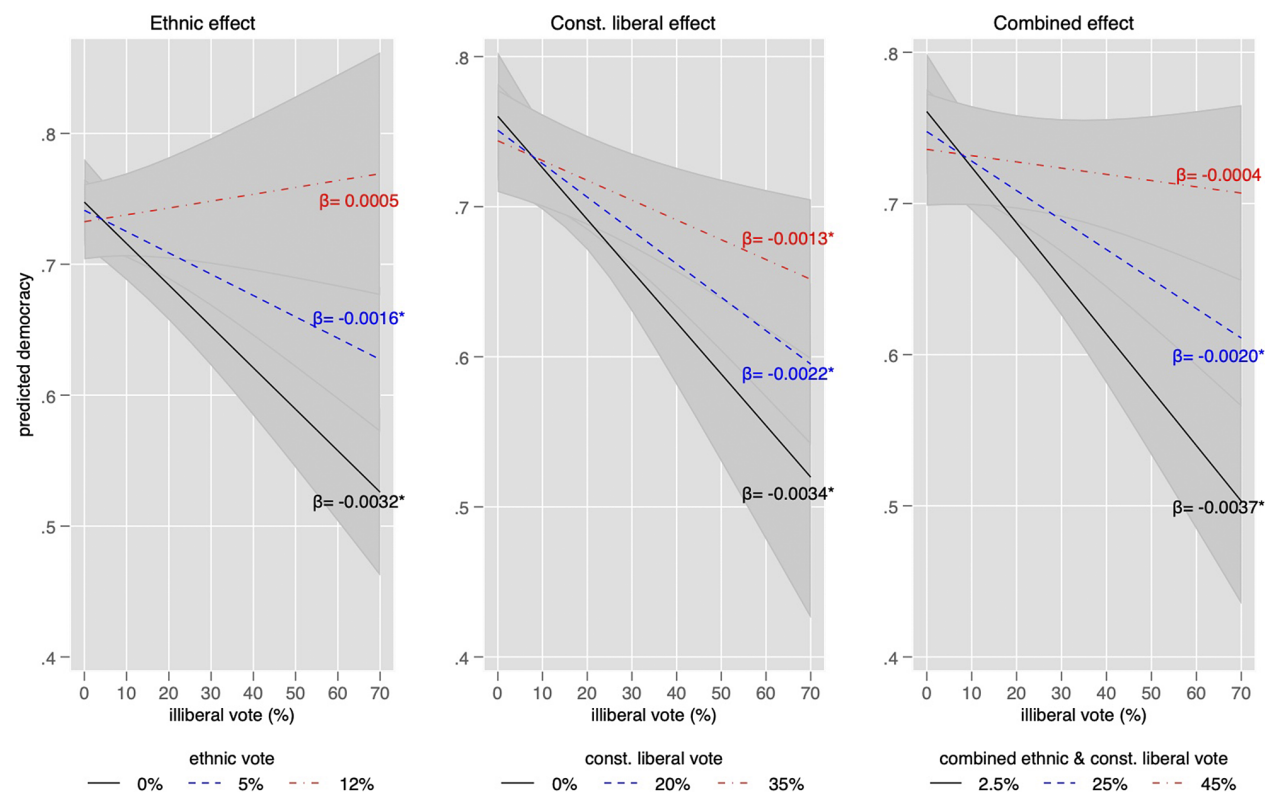 Ethnic effect
Const. liberal effect
Combined effect
predicted democracy
.8
.7
.6
.5
.4
β= 0.0005
β= -0.0016*
β= -0.0032*
0 10 20 30 40 50 60 70
illiberal vote (%)
ethnic vote
0% 5% 12%
.8
.7
.6
.5
.4
β= -0.0013*
β= -0.0022*
β= -0.0034*
0 10 20 30 40 50 60 70
illiberal vote (%)
const. liberal vote
0% 20% 35%
.8
.7
.6
.5
.4
β= -0.0004
β= -0.0020*
β= -0.0037*
0 10 20 30 40 50 60 70
illiberal vote (%)
combined ethnic & const. liberal vote
2.5% 25% 45%